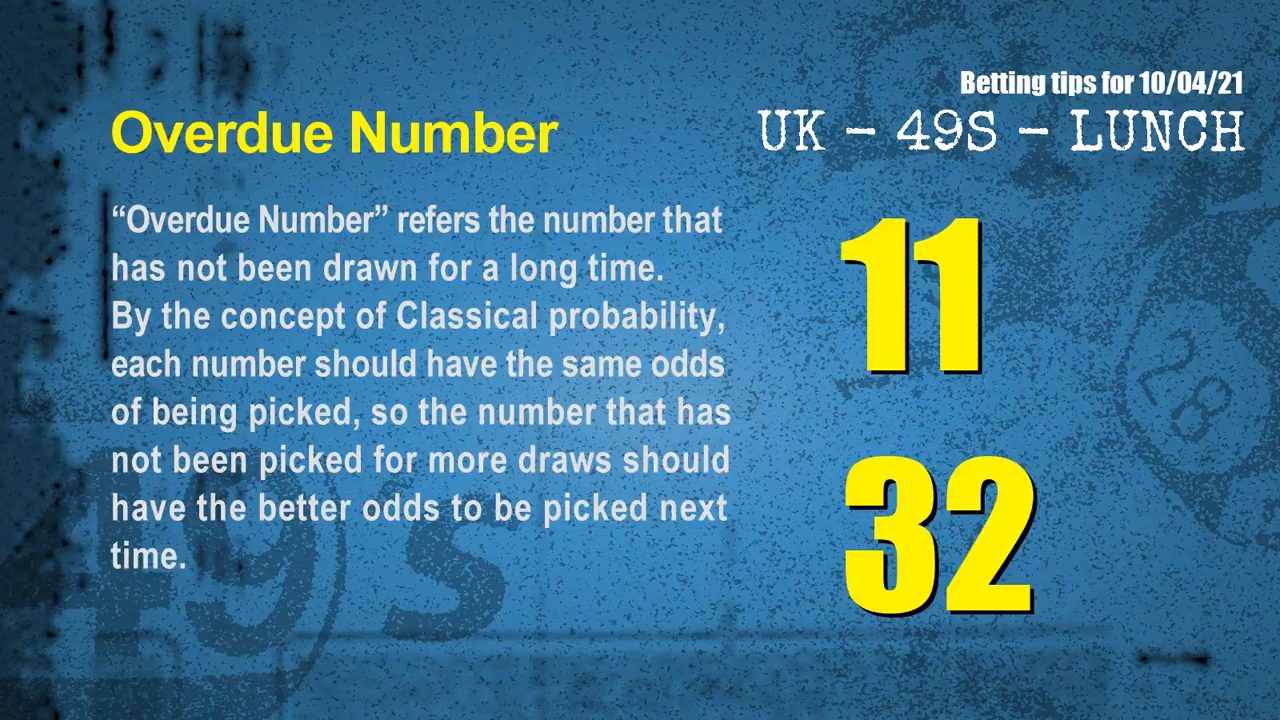 Betting tips for 10/04/21
Overdue Number
UK - 49S - LUNCH
“Overdue Number” refers the number that
has not been drawn for a long time.
By the concept of Classical probability,
each number should have the same odds
of being picked, so the number that has
not been picked for more draws should
have the better odds to be picked next
time.
11
32
28
49's